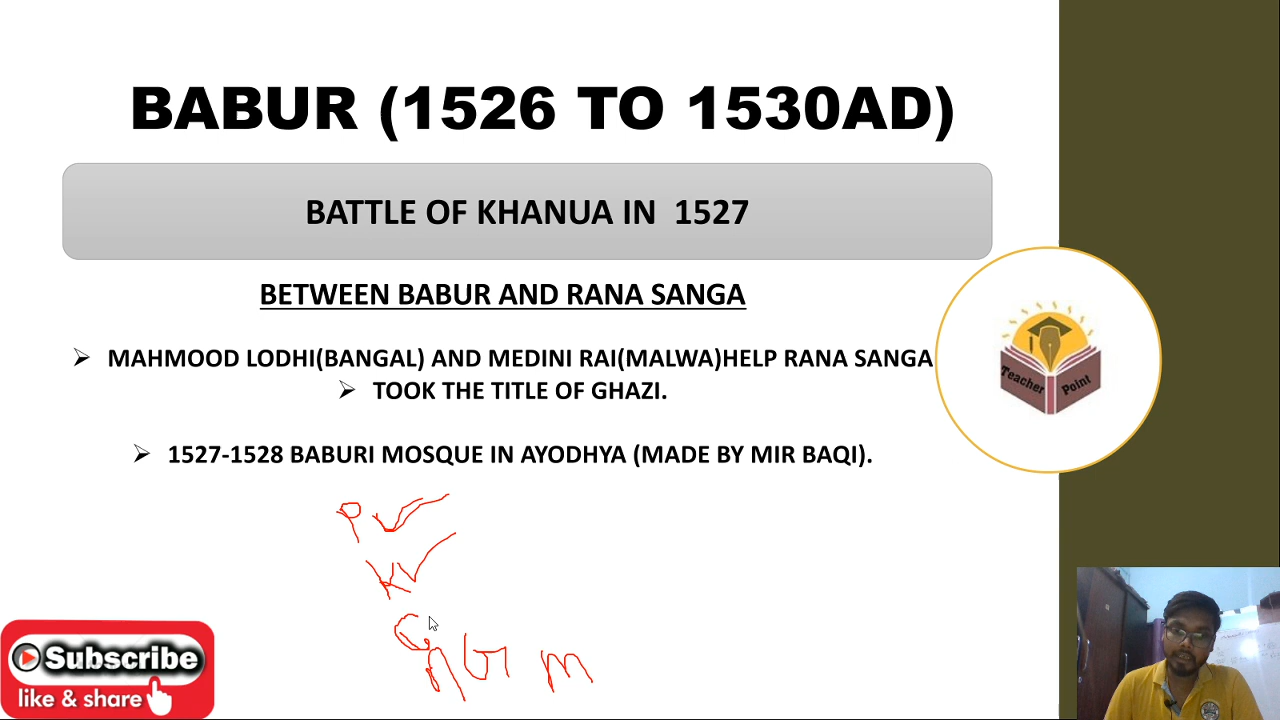 BABUR (1526 TO 1530AD)
BATTLE OF KHANUA IN 1527
BETWEEN BABUR AND RANA SANGA
➢ MAHMOOD LODHI(BANGAL) AND MEDINI RAI(MALWA)HELP RANA SANGA
➢ TOOK THE TITLE OF GHAZI.
➢ 1527-1528 BABURI MOSQUE IN AYODHYA (MADE BY MIR BAQI).
Teacher Point
P
K
Subscribe
like & share